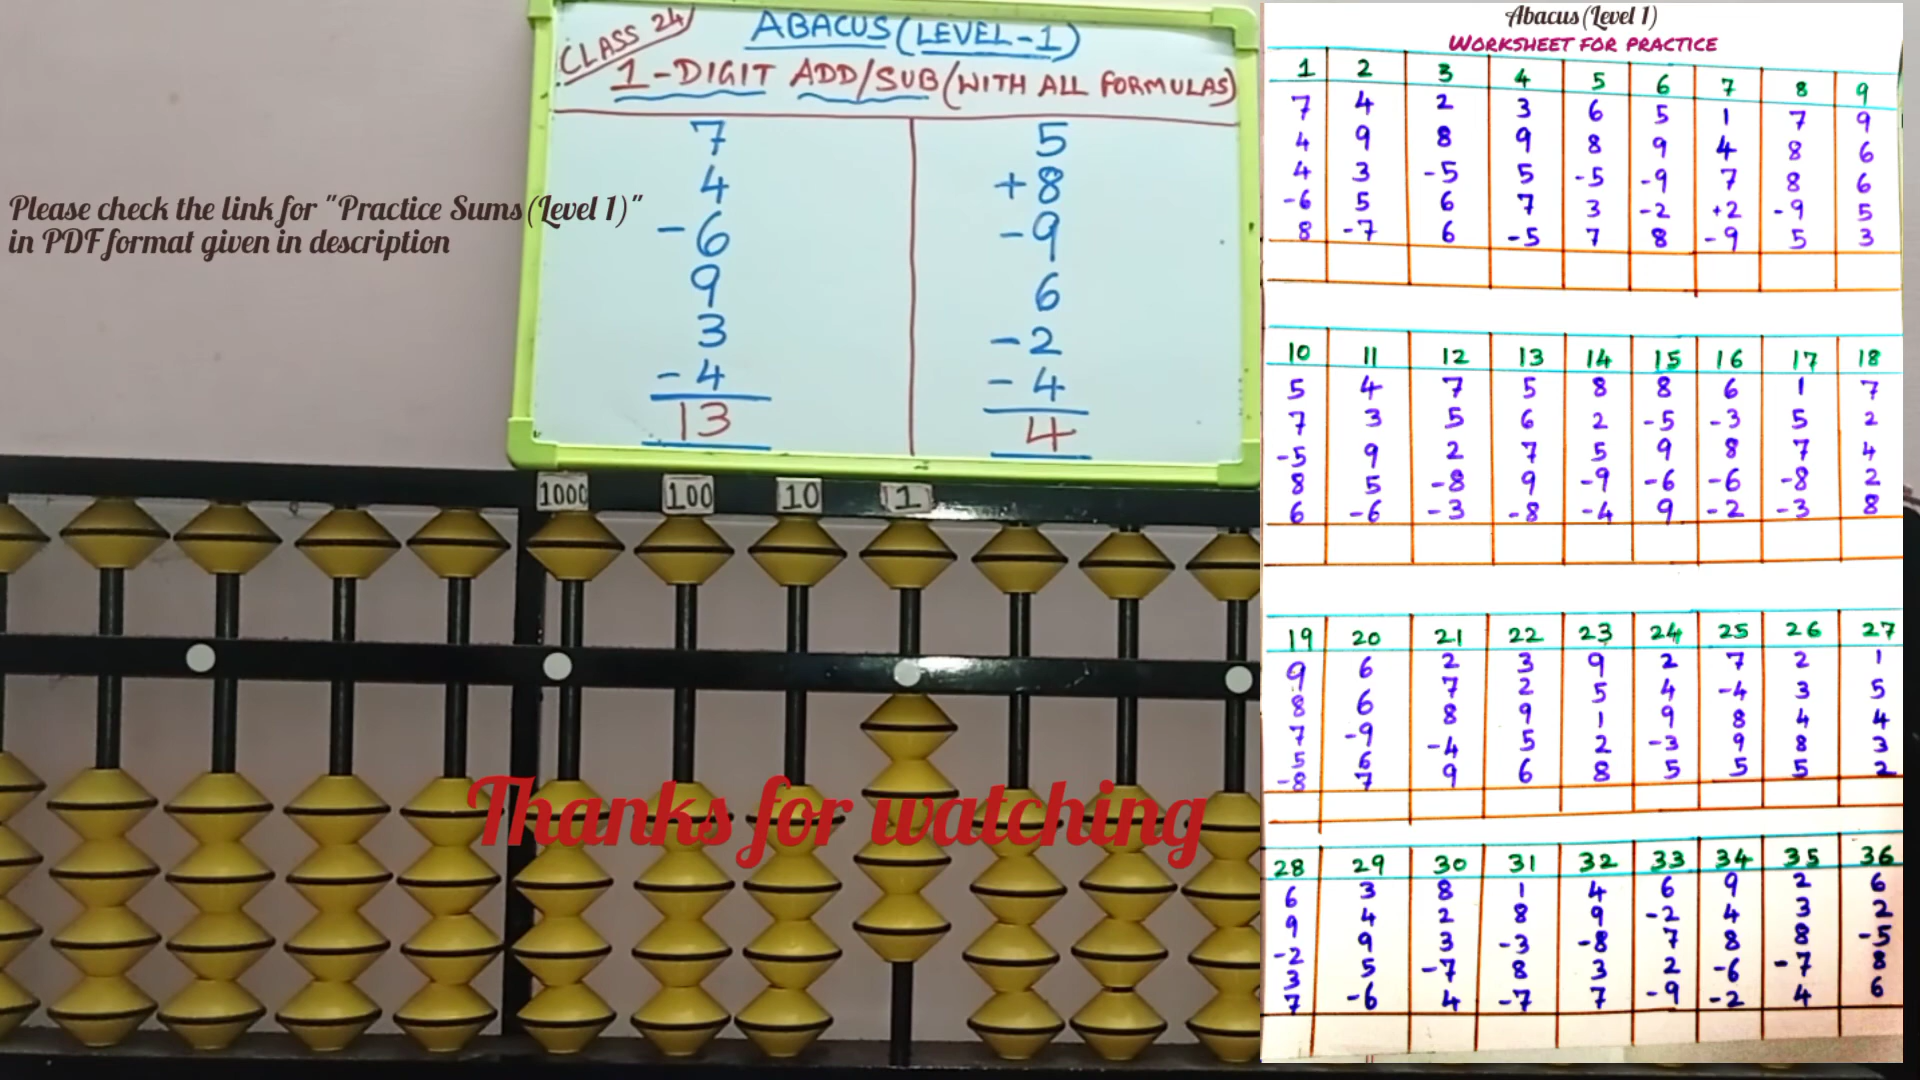 CLASS 24
ABACUS (LEVEL-1)
1-DIGIT ADD/SUB (WITH ALL FORMULAS)
7
4
-6
9
3
-4
13
5
+8
-9
6
-2
-4
4
Please check the link for "Practice Sums(Level 1)"
in PDF format given in description
1000 100 10 1
Thanks for watching
Abacus(Level 1)
WORKSHEET FOR PRACTICE
1 2 3 4 5 6 7 8 9
7 4 2 3 6 5 1 7 9
4 9 8 9 8 9 4 8 6
4 3 -5 5 -5 -9 7 8 6
-6 5 6 7 3 -2 +2 -9 5
8 -7 6 -5 7 8 -9 5 3
10 11 12 13 14 15 16 17 18
5 4 7 5 8 8 6 1 7
7 3 5 6 2 -5 -3 5 2
-5 9 2 7 5 9 8 7 4
8 5 -8 9 -9 -6 -6 -8 2
6 -6 -3 -8 -4 9 -2 -3 8
19 20 21 22 23 24 25 26 27
9 6 2 3 9 2 7 2 1
8 6 7 2 5 4 -4 3 5
7 -9 8 9 1 9 8 4 4
5 6 -4 5 2 -3 9 8 3
-8 7 9 6 8 5 5 5 2
28 29 30 31 32 33 34 35 36
6 3 8 1 4 6 9 2 6
9 4 2 8 9 -2 4 3 2
-2 9 3 -3 -8 7 8 8 -5
3 5 -7 8 3 2 -6 -7 8
7 -6 4 -7 7 -9 -2 4 6